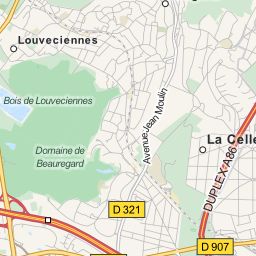 Louveciennes
Bois de Louveciennes
Avenue Jean Moulin
La Celle
Domaine de
Beauregard
DUPLEX A86
D 321
D 907